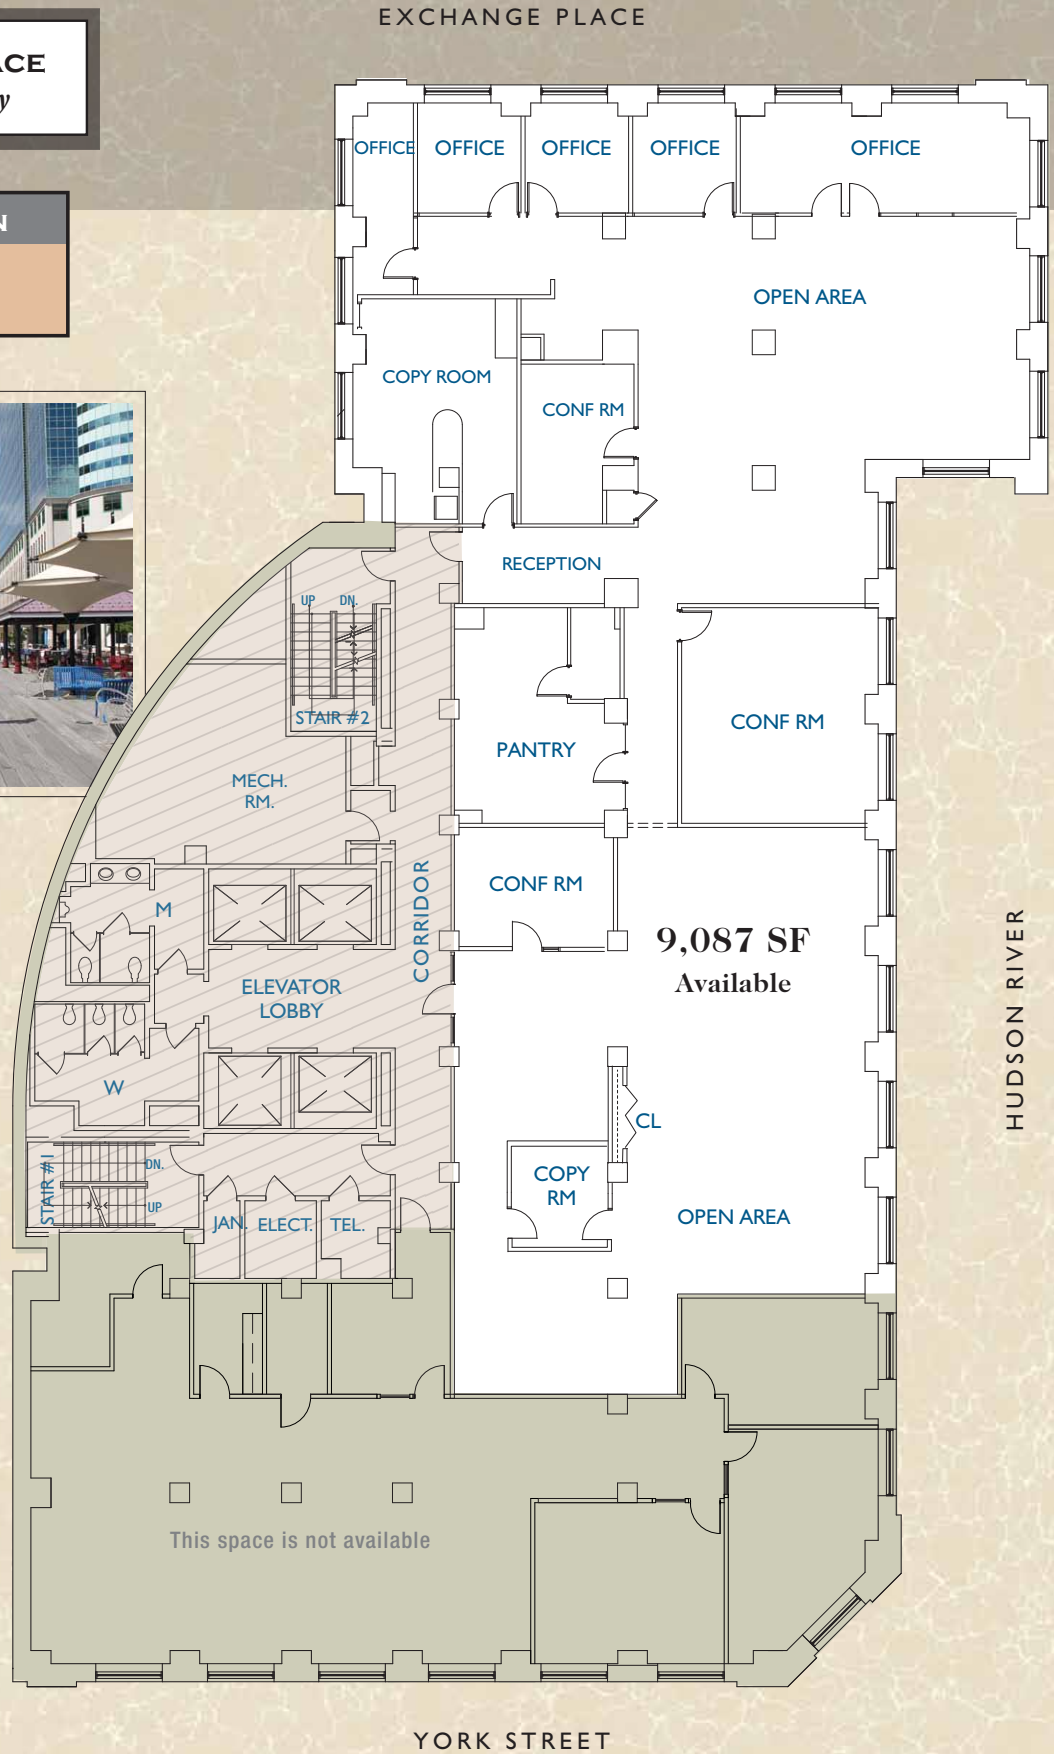 EXCHANGE PLACE
OFFICE
OFFICE
OFFICE
OFFICE
OFFICE
OPEN AREA
COPY ROOM
CONF RM
RECEPTION
UP
DN.
STAIR #2
CONF RM
PANTRY
MECH.
RM.
CONF RM
M
CORRIDOR
9,087 SF
Available
ELEVATOR
LOBBY
HUDSON RIVER
W
CL
STAIR #1
DN.
UP
COPY
RM
JAN.
ELECT.
TEL.
OPEN AREA
This space is not available
YORK STREET